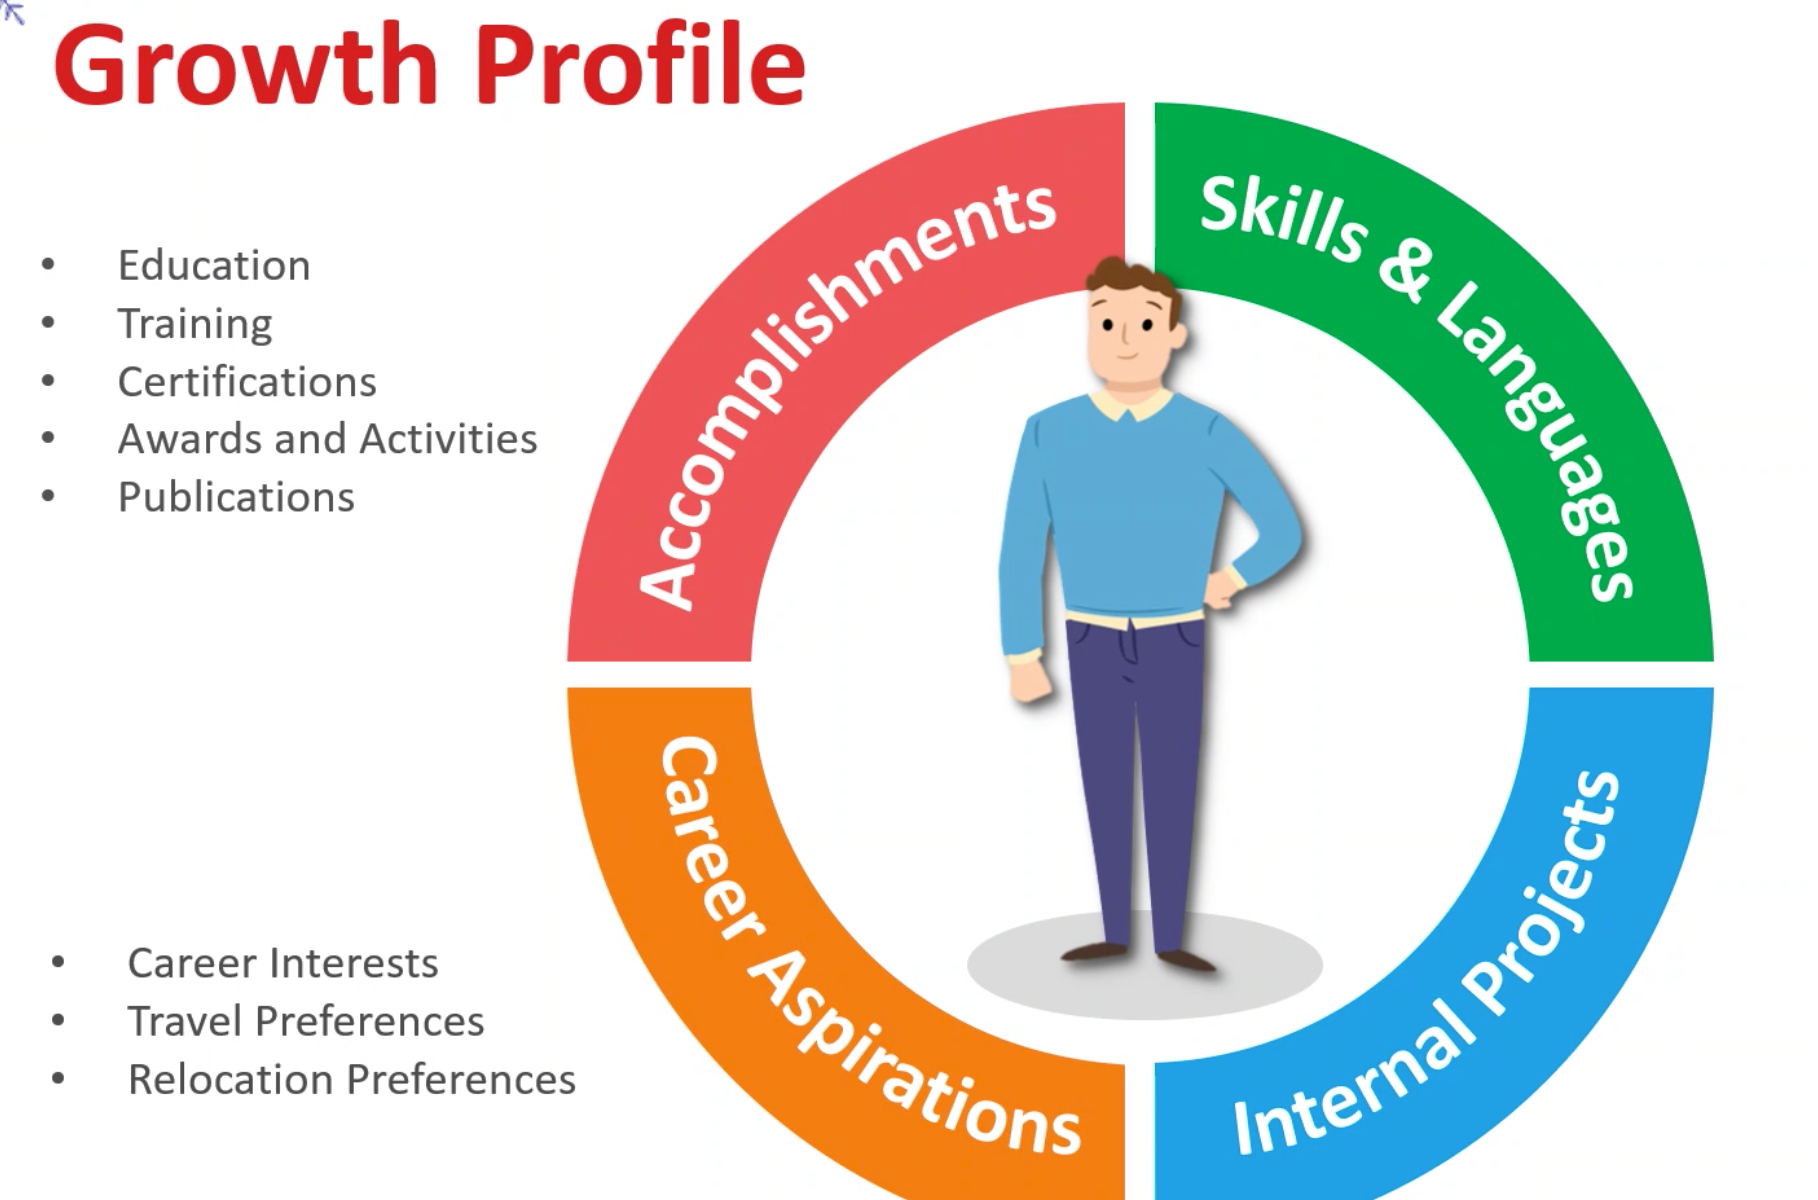 Growth Profile
Accomplishments
Skills & Languages
• Education
• Training
• Certifications
• Awards and Activities
• Publications
Career Aspirations
Internal Projects
• Career Interests
• Travel Preferences
• Relocation Preferences